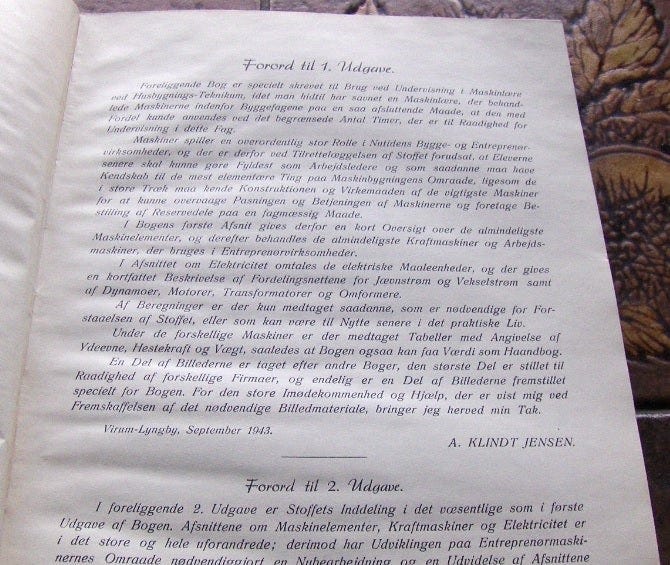 Forord til 1. Udgave.
Foreliggende Bog er specielt skrevet til Brug ved Undervisning i Maskinlære
ved Husbygnings-Teknikum, idet man hidtil har savnet en Maskinlære, der behand-
lede Maskinerne indenfor Byggefagene paa en saa afsluttende Maade, at den med
Fordel kunde anvendes ved det begrænsede Antal Timer, der er til Raadighed for
Undervisning i dette Fag.
Maskiner spiller en overordentlig stor Rolle i Nutidens Bygge- og Entreprenør-
virksomheder, og der er derfor ved Tilrettelæggelsen af Stoffet forudsat, at Eleverne
senere skal kunne gøre Fyldest som Arbejdsledere og som saadanne maa have
Kendskab til de mest elementære Ting paa Maskinbygningens Omraade, ligesom de
i store Træk maa kende Konstruktionen og Virkemaaden af de vigtigste Maskiner
for at kunne overvaage Pasningen og Betjeningen af Maskinerne og foretage Be-
stilling af Reservedele paa en fagmæssig Maade.
I Bogens første Afsnit gives derfor en kort Oversigt over de almindeligste
Maskinelementer, og derefter behandles de almindeligste Kraftmaskiner og Arbejds-
maskiner, der bruges i Entreprenørvirksomheder.
I Afsnittet om Elektricitet omtales de elektriske Maaleenheder, og der gives
en kortfattet Beskrivelse af Fordelingsnettene for Jævnstrøm og Vekselstrøm samt
af Dynamoer, Motorer, Transformatorer og Omformere.
Af Beregninger er der kun medtaget saadanne, som er nødvendige for For-
staaelsen af Stoffet, eller som kan være til Nytte senere i det praktiske Liv.
Under de forskellige Maskiner er der medtaget Tabeller med Angivelse af
Ydeevne, Hestekraft og Vægt, saaledes at Bogen ogsaa kan faa Værdi som Haandbog.
En Del af Billederne er taget efter andre Bøger, den største Del er stillet til
Raadighed af forskellige Firmaer, og endelig er en Del af Billederne fremstillet
specielt for Bogen. For den store Imødekommenhed og Hjælp, der er vist mig ved
Fremskaffelsen af det nødvendige Billedmateriale, bringer jeg herved min Tak.
Virum-Lyngby, September 1943.
A. KLINDT JENSEN.
Forord til 2. Udgave.
I foreliggende 2. Udgave er Stoffets Inddeling i det væsentlige som i første
Udgave af Bogen. Afsnittene om Maskinelementer, Kraftmaskiner og Elektricitet er
i det store og hele uforandrede; derimod har Udviklingen paa Entreprenørmaski-
nernes Omraade nødvendiggjort en Nybearbejdning og en Udvidelse af Afsnittene